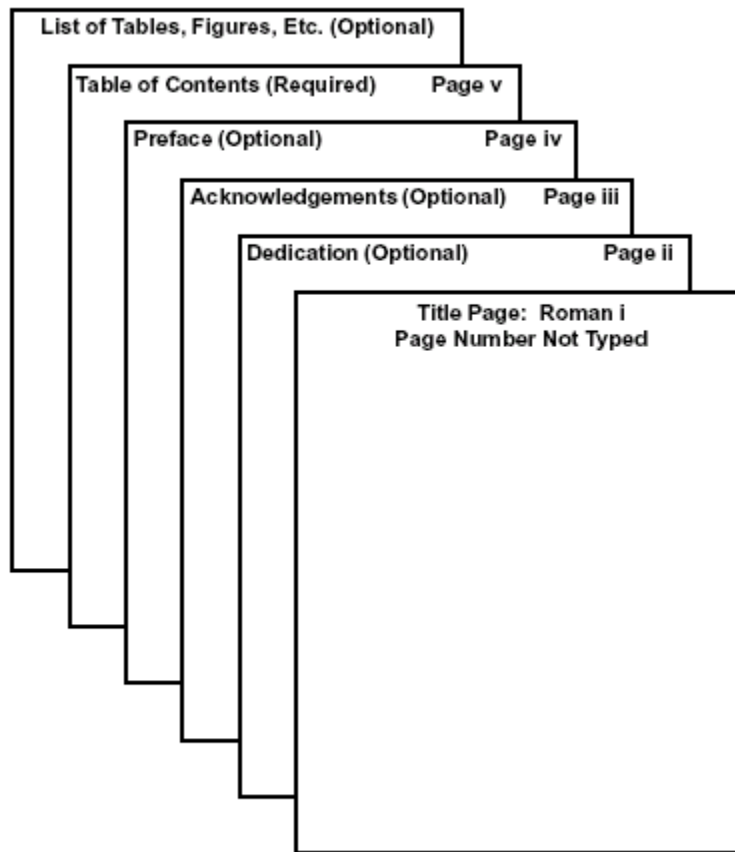 List of Tables, Figures, Etc. (Optional)
Table of Contents (Required) Page v
Preface (Optional) Page iv
Acknowledgements (Optional) Page iii
Dedication (Optional) Page ii
Title Page: Roman i
Page Number Not Typed